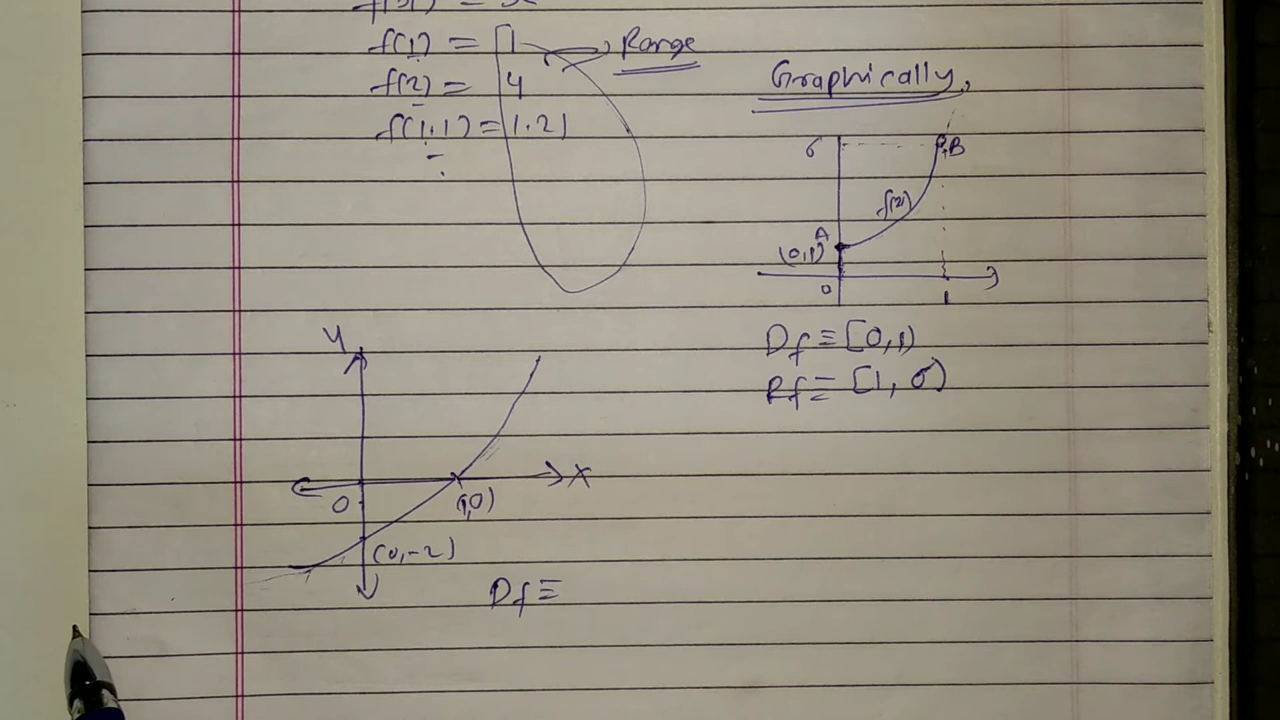 f(1) = 1 Range
f(2) = 4
f(1.1) = 1.21
Graphically,
6
B
f(x)
A
(0,1)
0
1
Df ≡ [0,1)
Rf ≡ [1, 6)
Y
X
0
(1,0)
(0,-2)
Df ≡